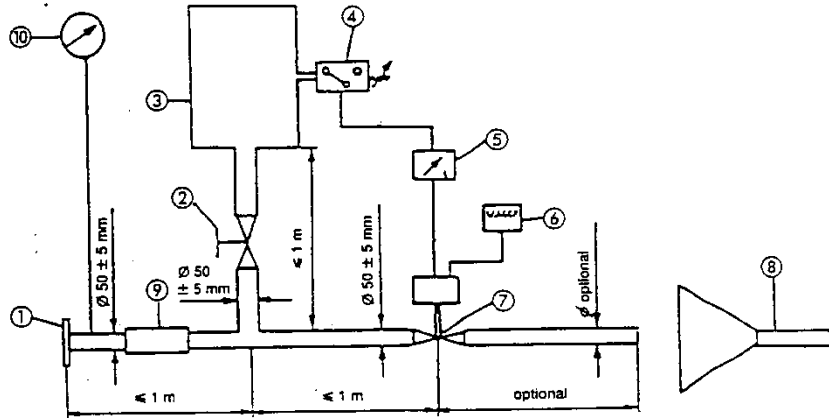 10
4
3
5
2
6
Ø 50 ± 5 mm
≤ 1 m
Ø 50
± 5 mm
Ø 50 ± 5 mm
Ø optional
8
1
9
7
≤ 1 m
≤ 1 m
optional